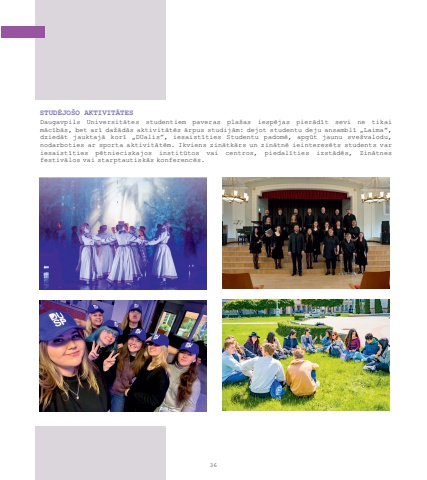 STUDĒJOŠO AKTIVITĀTES
Daugavpils Universitātes studentiem paveras plašas iespējas pierādīt sevi ne tikai
mācībās, bet arī dažādās aktivitātēs ārpus studijām: dejot studentu deju ansamblī „Laima”,
dziedāt jauktajā korī „DUalis”, iesaistīties Studentu padomē, apgūt jaunu svešvalodu,
nodarboties ar sporta aktivitātēm. Ikviens zinātkārs un zinātnē ieinteresēts students var
iesaistīties pētnieciskajos institūtos vai centros, piedalīties izstādēs, Zinātnes
festivālos vai starptautiskās konferencēs.
36